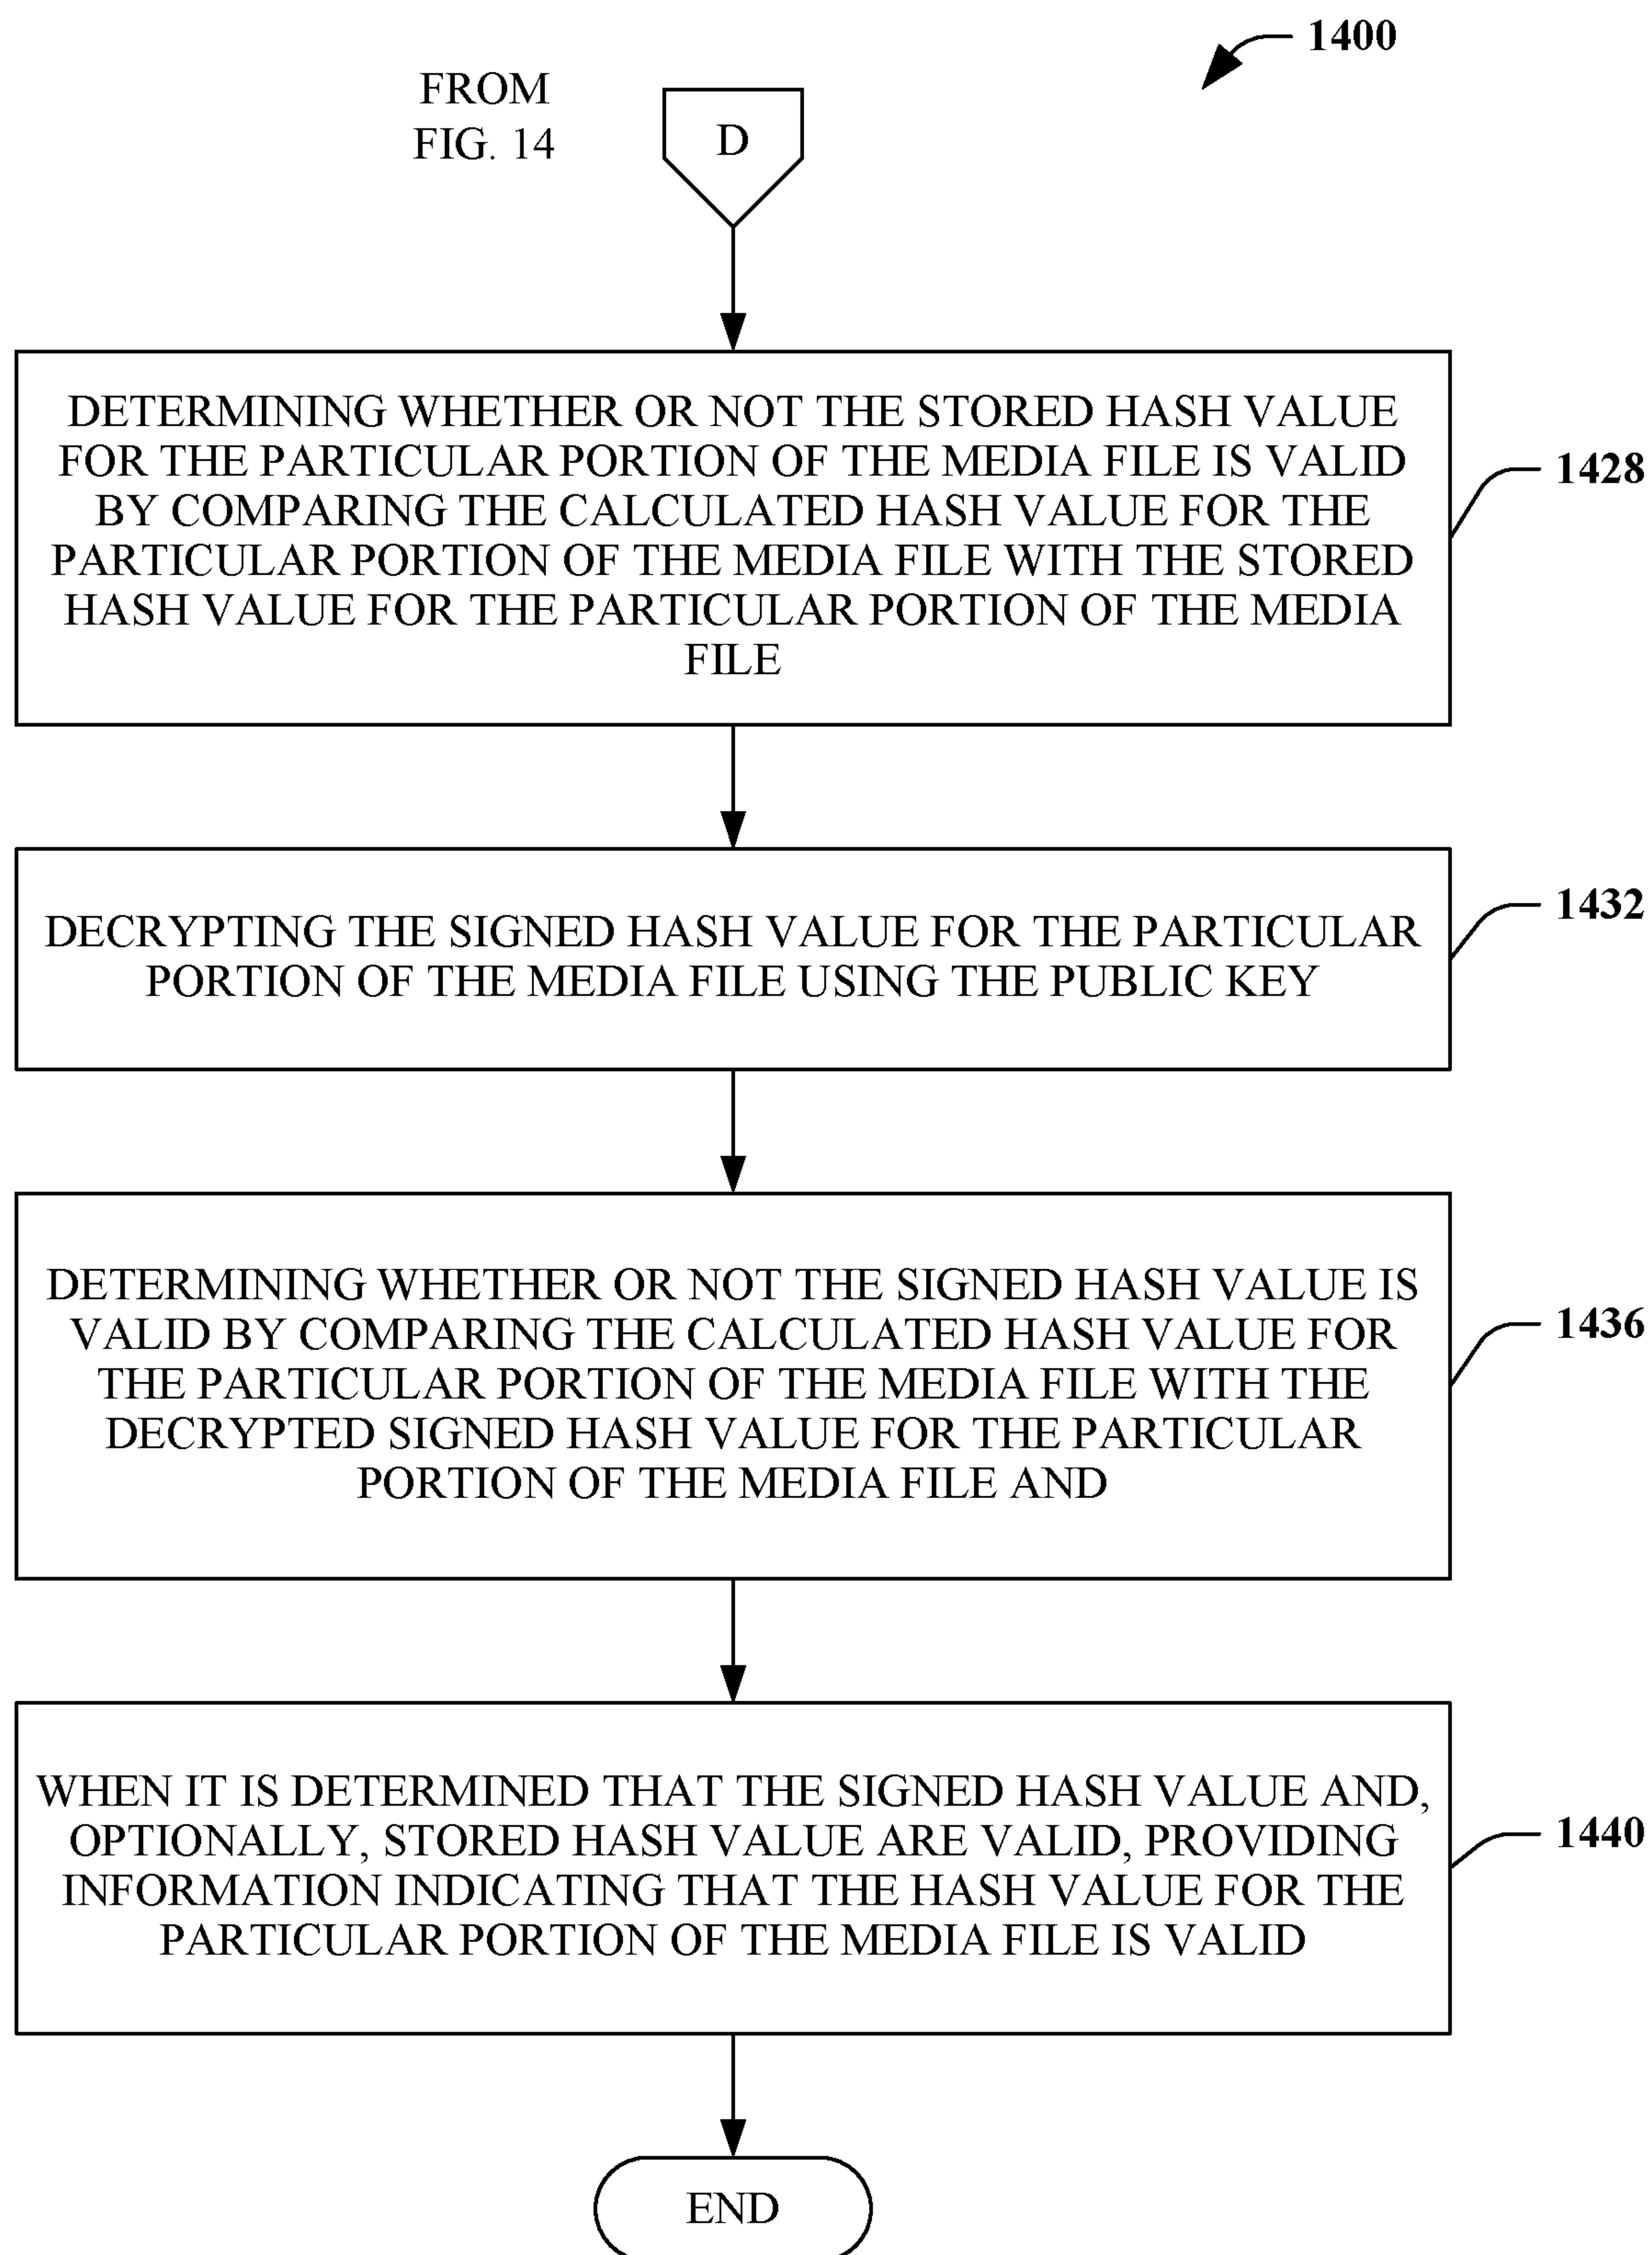 1400
FROM
FIG. 14
D
DETERMINING WHETHER OR NOT THE STORED HASH VALUE
FOR THE PARTICULAR PORTION OF THE MEDIA FILE IS VALID
BY COMPARING THE CALCULATED HASH VALUE FOR THE
PARTICULAR PORTION OF THE MEDIA FILE WITH THE STORED
HASH VALUE FOR THE PARTICULAR PORTION OF THE MEDIA
FILE
1428
DECRYPTING THE SIGNED HASH VALUE FOR THE PARTICULAR
PORTION OF THE MEDIA FILE USING THE PUBLIC KEY
1432
DETERMINING WHETHER OR NOT THE SIGNED HASH VALUE IS
VALID BY COMPARING THE CALCULATED HASH VALUE FOR
THE PARTICULAR PORTION OF THE MEDIA FILE WITH THE
DECRYPTED SIGNED HASH VALUE FOR THE PARTICULAR
PORTION OF THE MEDIA FILE AND
1436
WHEN IT IS DETERMINED THAT THE SIGNED HASH VALUE AND,
OPTIONALLY, STORED HASH VALUE ARE VALID, PROVIDING
INFORMATION INDICATING THAT THE HASH VALUE FOR THE
PARTICULAR PORTION OF THE MEDIA FILE IS VALID
1440
END